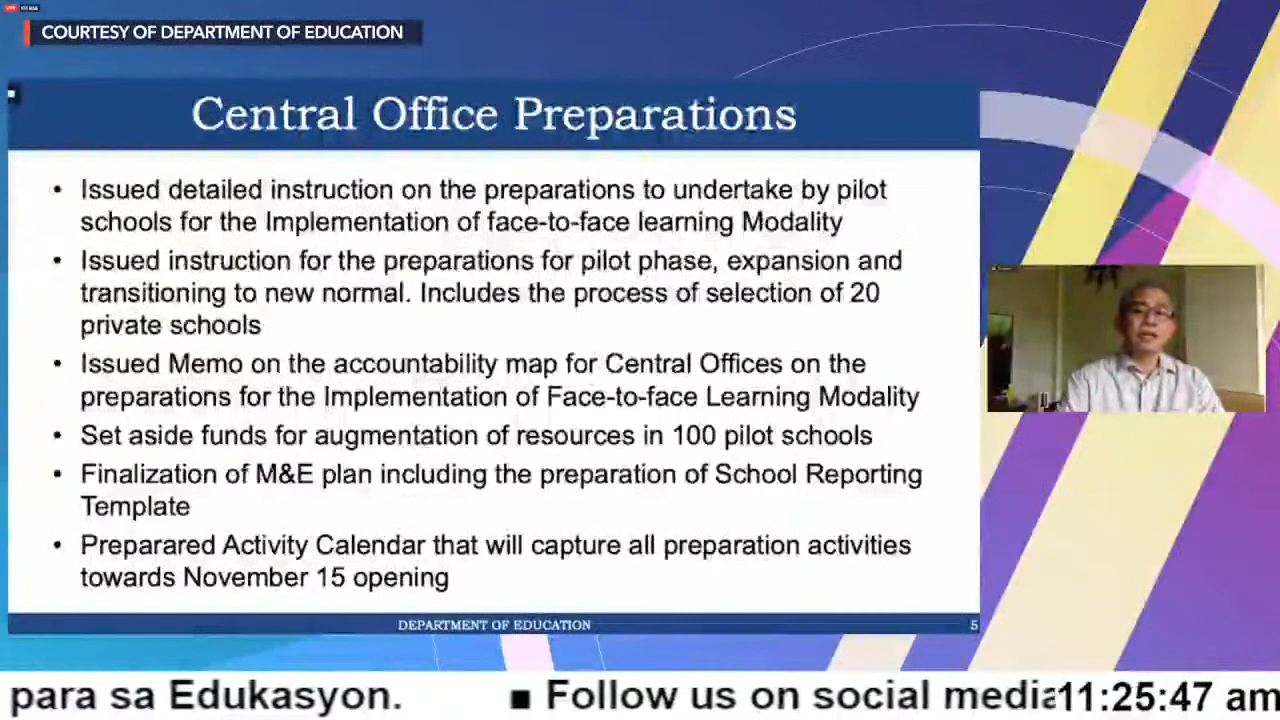 LIVE
COURTESY OF DEPARTMENT OF EDUCATION
Central Office Preparations
• Issued detailed instruction on the preparations to undertake by pilot
schools for the Implementation of face-to-face learning Modality
• Issued instruction for the preparations for pilot phase, expansion and
transitioning to new normal. Includes the process of selection of 20
private schools
• Issued Memo on the accountability map for Central Offices on the
preparations for the Implementation of Face-to-face Learning Modality
• Set aside funds for augmentation of resources in 100 pilot schools
• Finalization of M&E plan including the preparation of School Reporting
Template
• Preparared Activity Calendar that will capture all preparation activities
towards November 15 opening
DEPARTMENT OF EDUCATION 5
para sa Edukasyon. ■ Follow us on social media 11:25:47 am